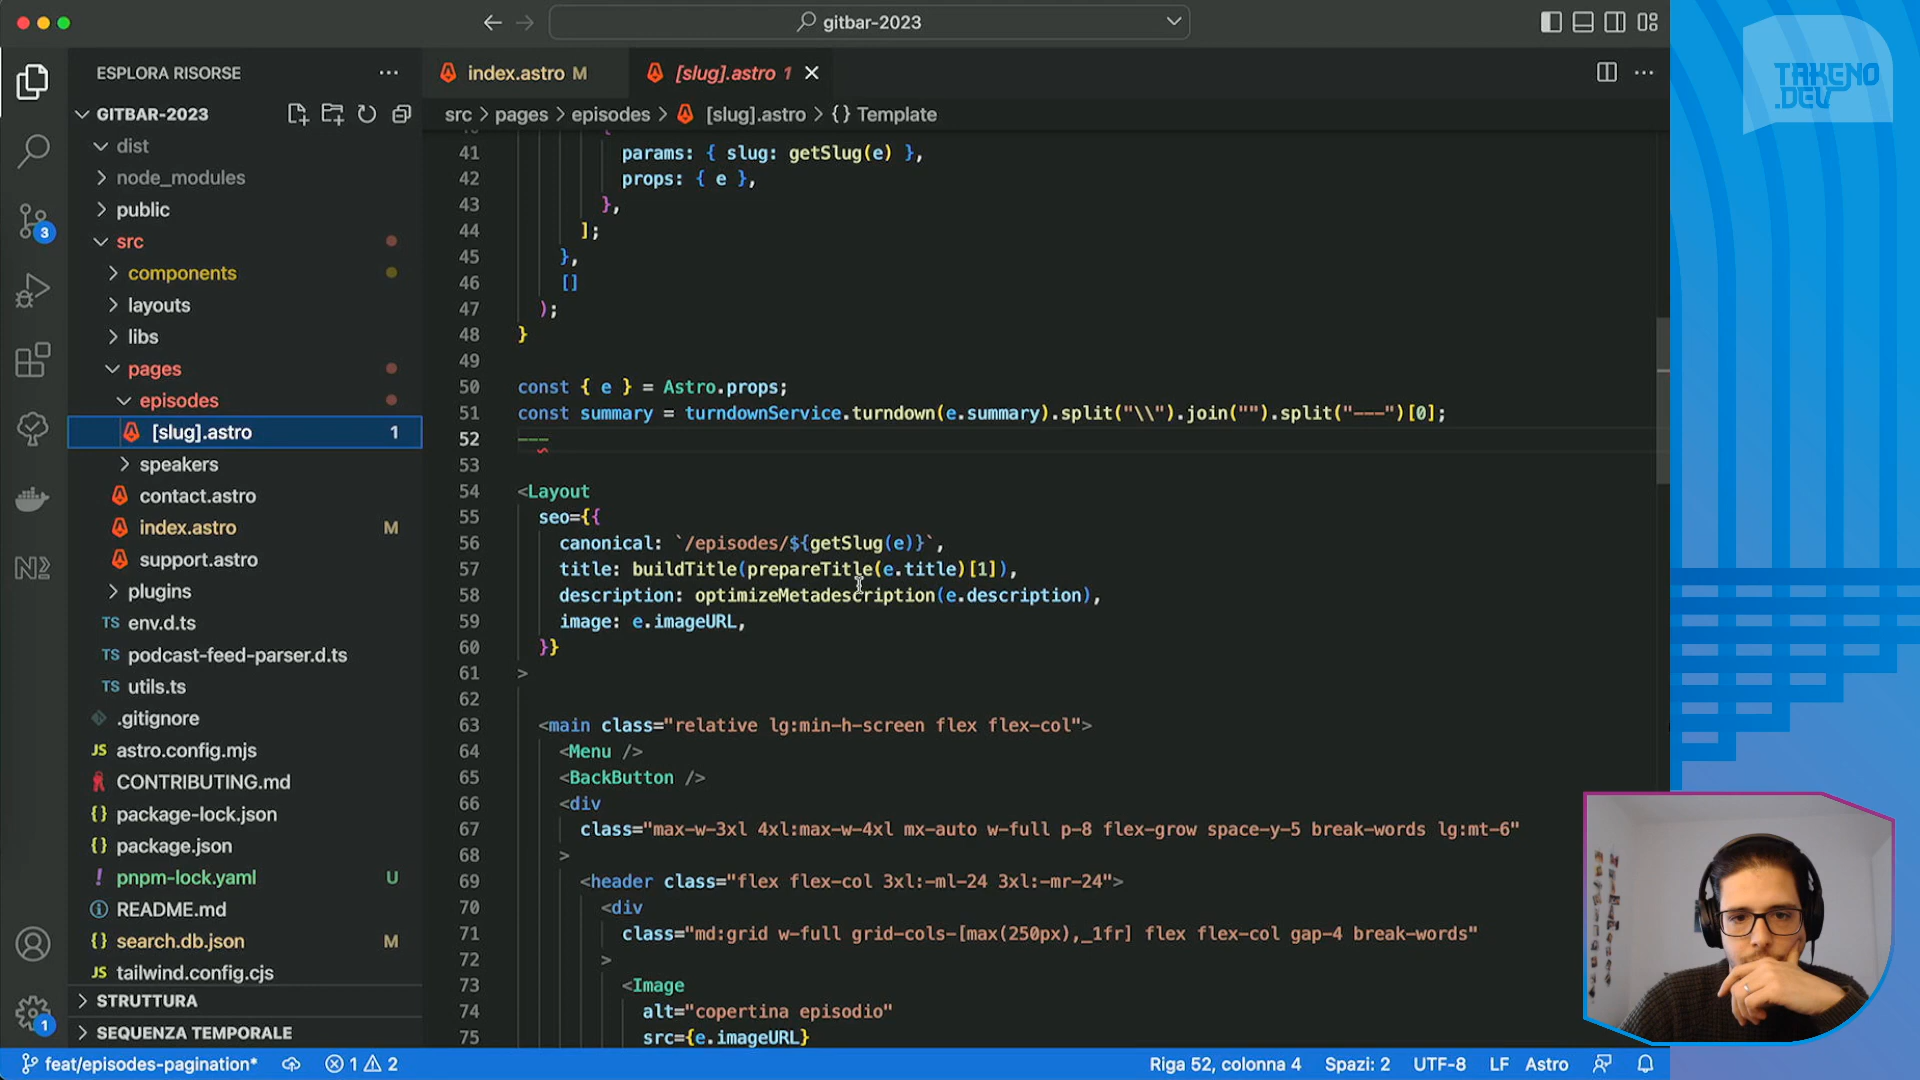 gitbar-2023
TAKENO
.DEV
ESPLORA RISORSE
GITBAR-2023
dist
node_modules
public
src
components
layouts
libs
pages
episodes
[slug].astro 1
speakers
contact.astro
index.astro M
support.astro
plugins
TS env.d.ts
TS podcast-feed-parser.d.ts
TS utils.ts
.gitignore
JS astro.config.mjs
CONTRIBUTING.md
{} package-lock.json
{} package.json
! pnpm-lock.yaml U
README.md
{} search.db.json M
JS tailwind.config.cjs
STRUTTURA
SEQUENZA TEMPORALE
3
1
index.astro M
[slug].astro 1
src > pages > episodes > [slug].astro > {} Template
41 params: { slug: getSlug(e) },
42 props: { e },
43 },
44 ];
45 },
46 []
47 );
48 }
49
50 const { e } = Astro.props;
51 const summary = turndownService.turndown(e.summary).split("\\").join("").split("---")[0];
52 ---
53
54 <Layout
55 seo={{
56 canonical: `/episodes/${getSlug(e)}`,
57 title: buildTitle(prepareTitle(e.title)[1]),
58 description: optimizeMetadescription(e.description),
59 image: e.imageURL,
60 }}
61 >
62
63 <main class="relative lg:min-h-screen flex flex-col">
64 <Menu />
65 <BackButton />
66 <div
67 class="max-w-3xl 4xl:max-w-4xl mx-auto w-full p-8 flex-grow space-y-5 break-words lg:mt-6"
68 >
69 <header class="flex flex-col 3xl:-ml-24 3xl:-mr-24">
70 <div
71 class="md:grid w-full grid-cols-[max(250px),_1fr] flex flex-col gap-4 break-words"
72 >
73 <Image
74 alt="copertina episodio"
75 src={e.imageURL}
feat/episodes-pagination* 1 2
Riga 52, colonna 4 Spazi: 2 UTF-8 LF Astro